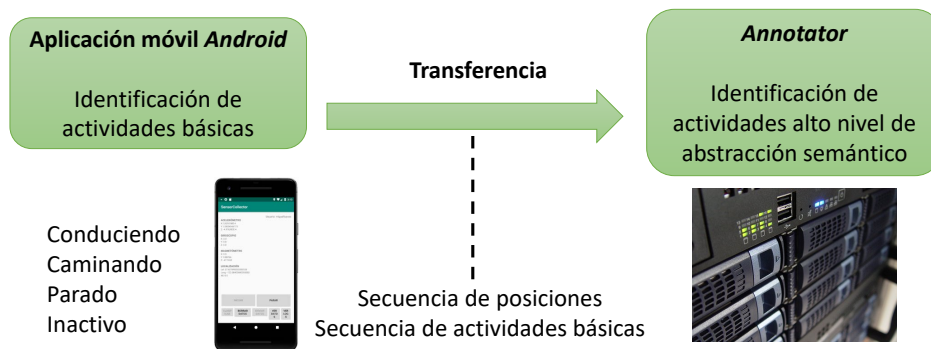 Aplicación móvil Android
Identificación de
actividades básicas
Transferencia
Annotator
Identificación de
actividades alto nivel de
abstracción semántico
Conduciendo
Caminando
Parado
Inactivo
Secuencia de posiciones
Secuencia de actividades básicas